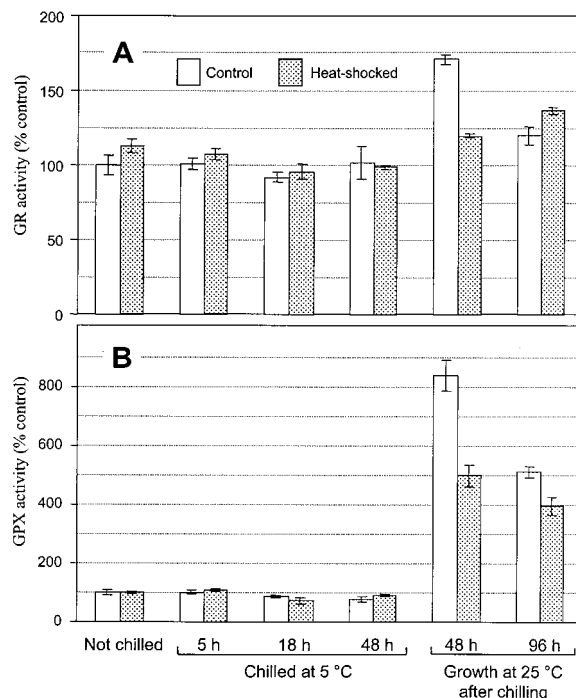 200
A
Control
Heat-shocked
150
100
50
0
GR activity (% control)
B
800
600
400
200
0
GPX activity (% control)
Not chilled
5 h
18 h
48 h
48 h
96 h
Chilled at 5 °C
Growth at 25 °C
after chilling